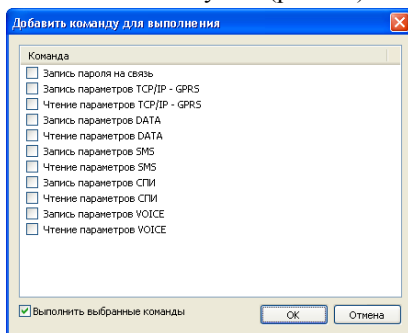 Добавить команду для выполнения
Команда
Запись пароля на связь
Запись параметров TCP/IP - GPRS
Чтение параметров TCP/IP - GPRS
Запись параметров DATA
Чтение параметров DATA
Запись параметров SMS
Чтение параметров SMS
Запись параметров СПИ
Чтение параметров СПИ
Запись параметров VOICE
Чтение параметров VOICE
Выполнить выбранные команды
OK
Отмена